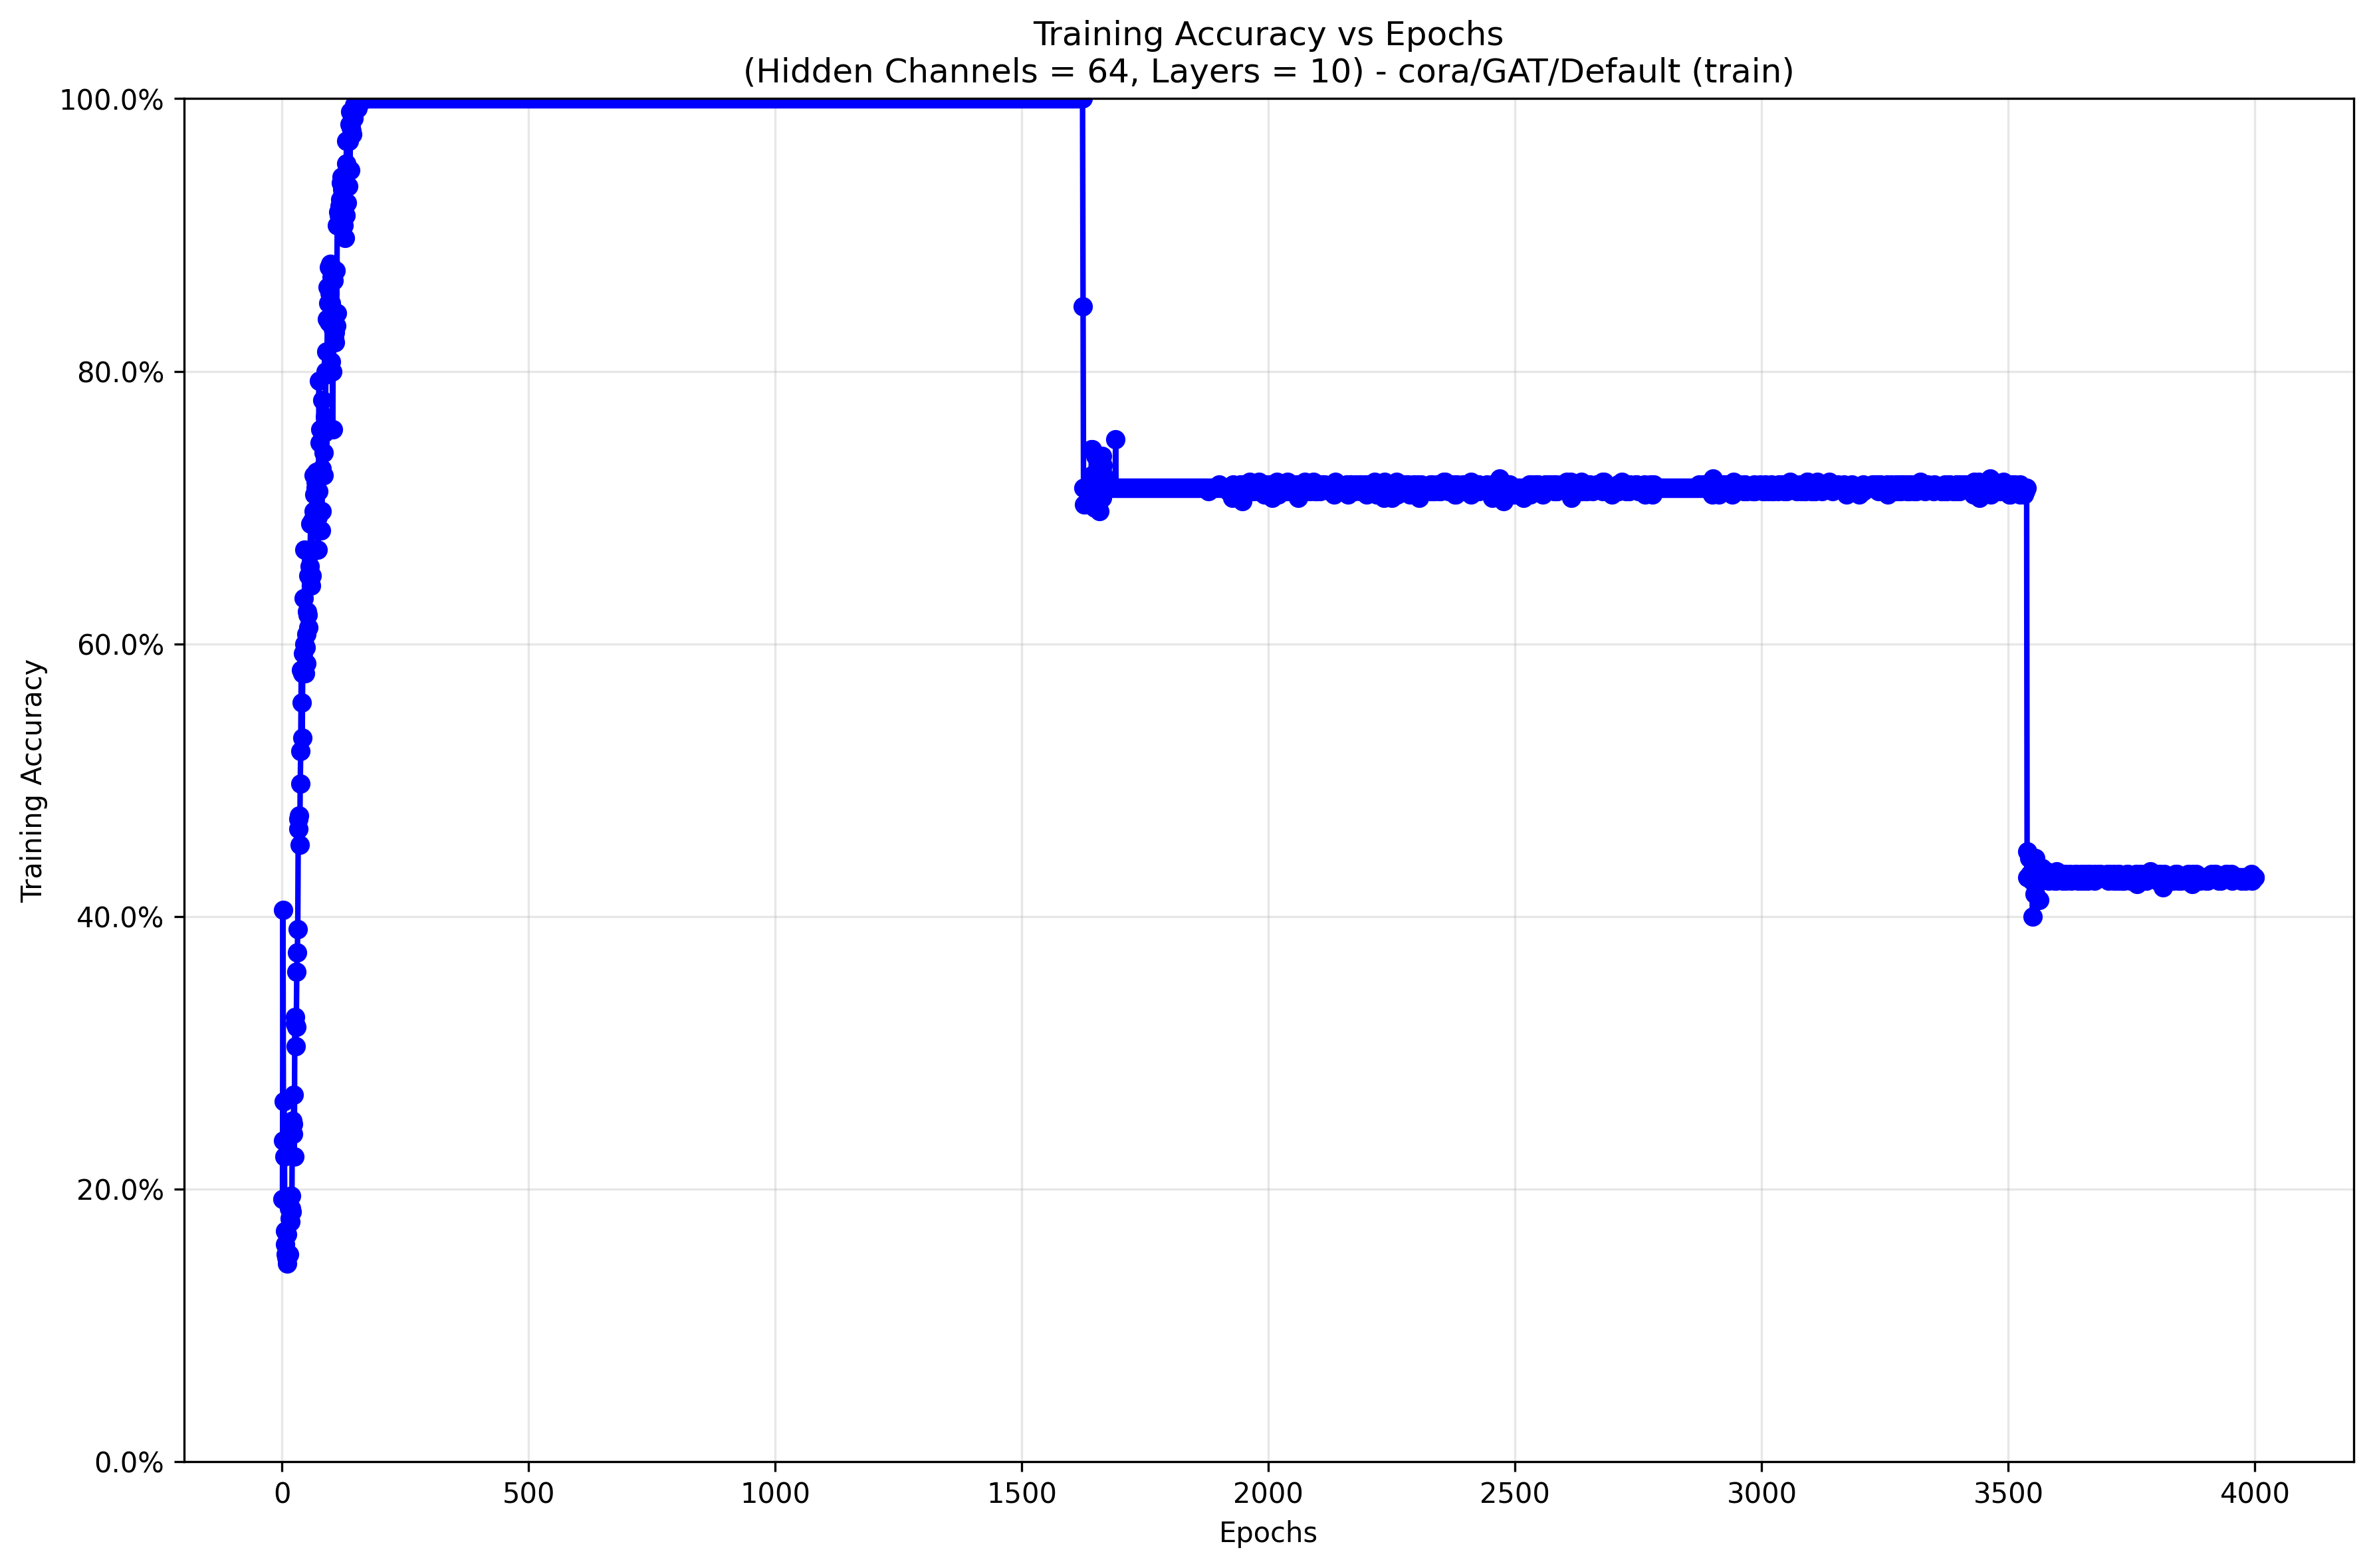 Training Accuracy vs Epochs
(Hidden Channels = 64, Layers = 10) - cora/GAT/Default (train)
100.0%
80.0%
60.0%
40.0%
20.0%
0.0%
Training Accuracy
0 500 1000 1500 2000 2500 3000 3500 4000
Epochs